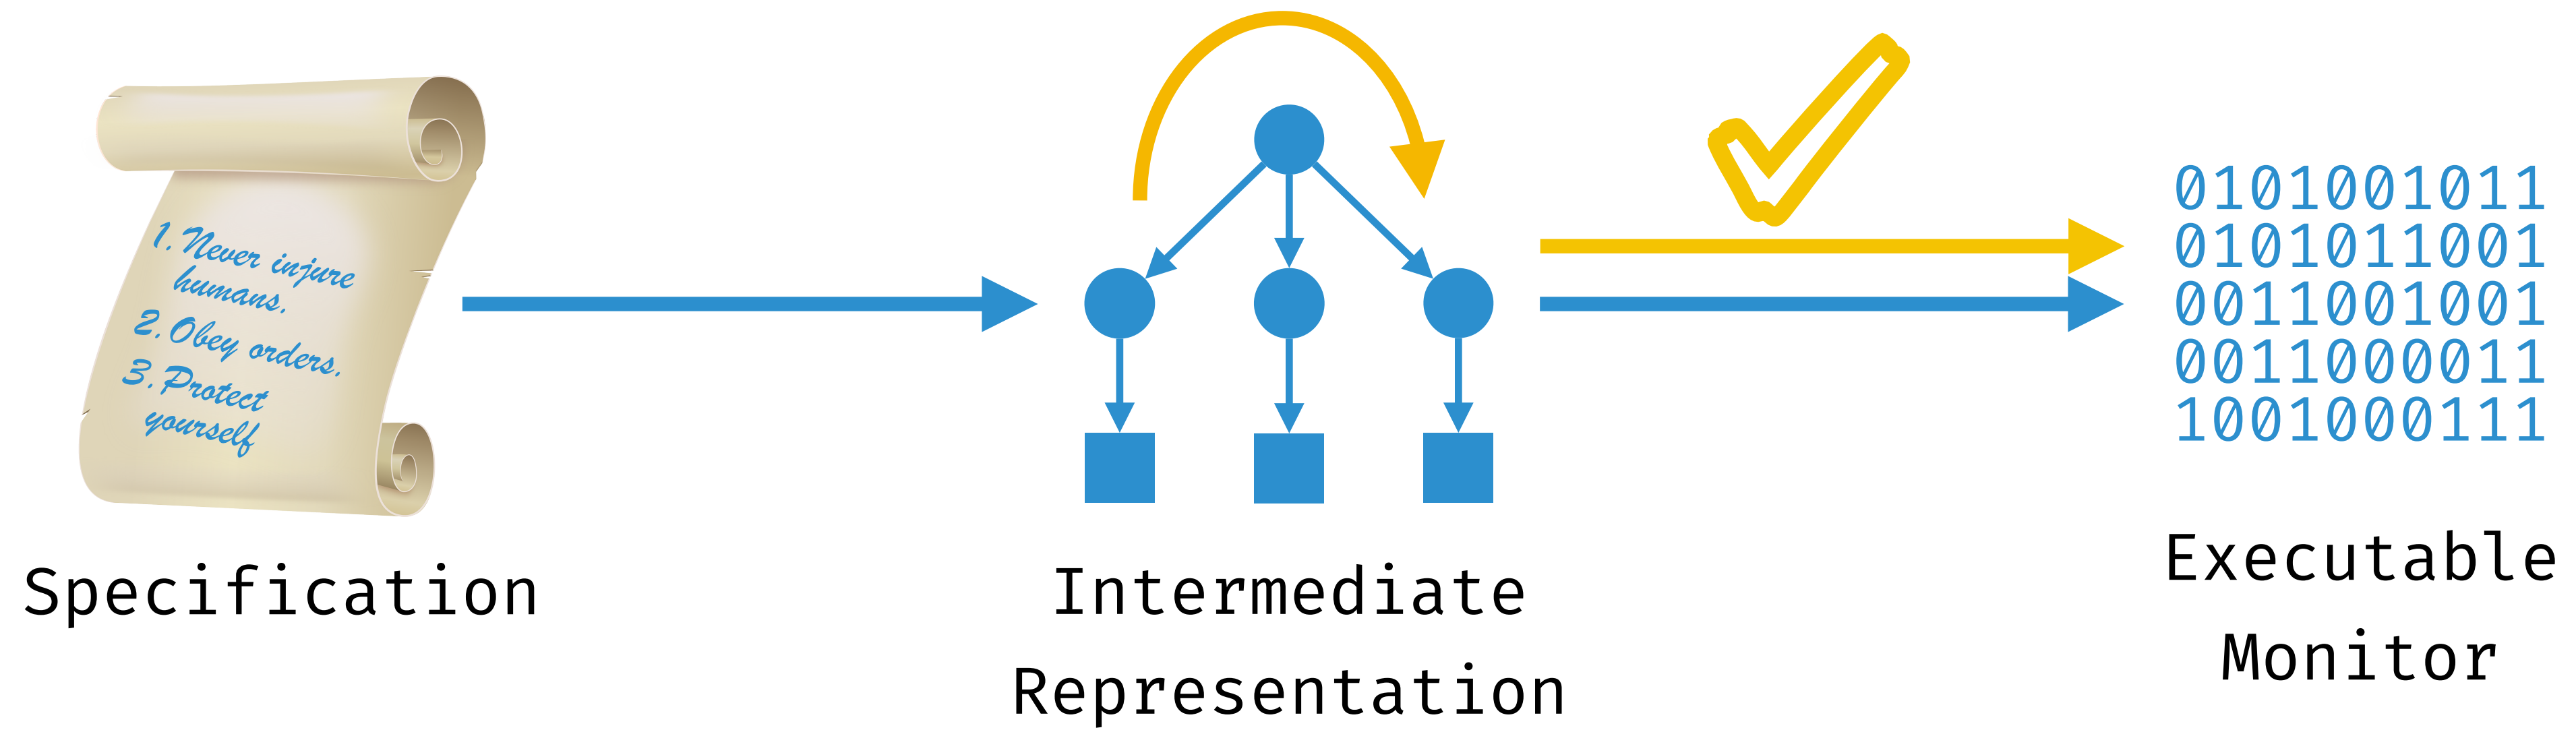 1. Never injure
humans.
2. Obey orders.
3. Protect
yourself
Specification
Intermediate
Representation
0101001011
0101011001
0011001001
0011000011
1001000111
Executable
Monitor